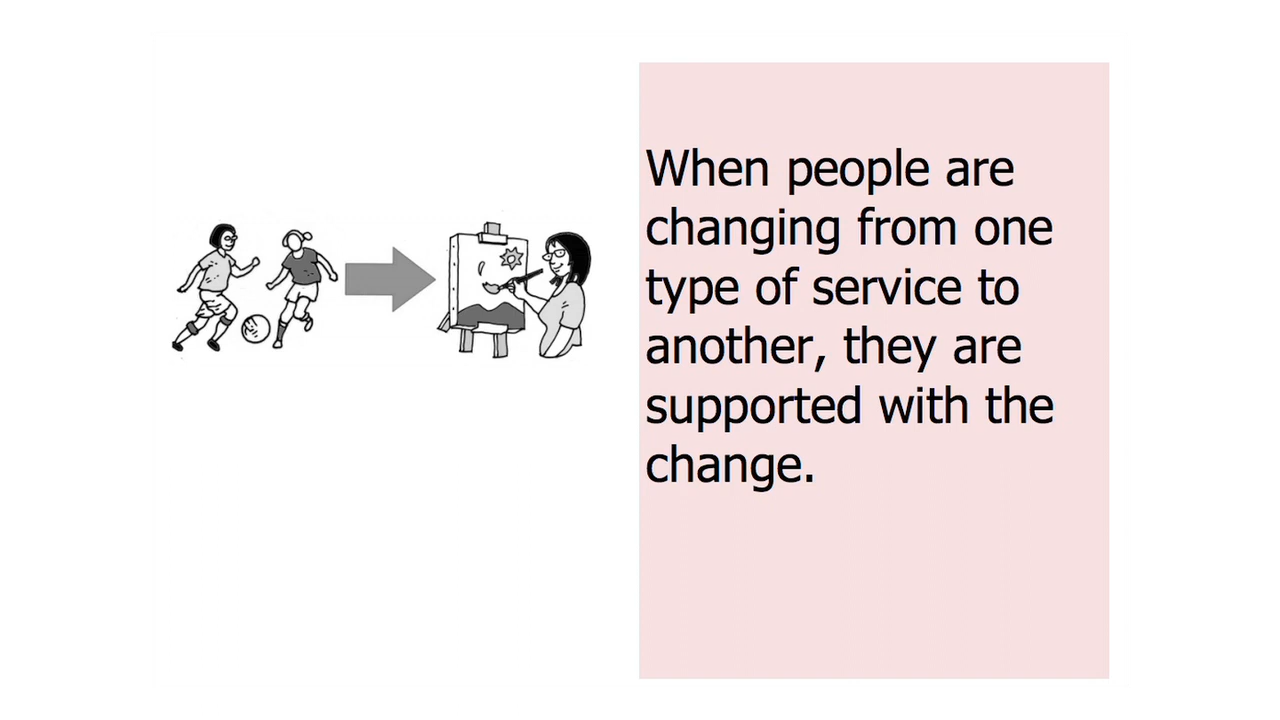 When people are
changing from one
type of service to
another, they are
supported with the
change.